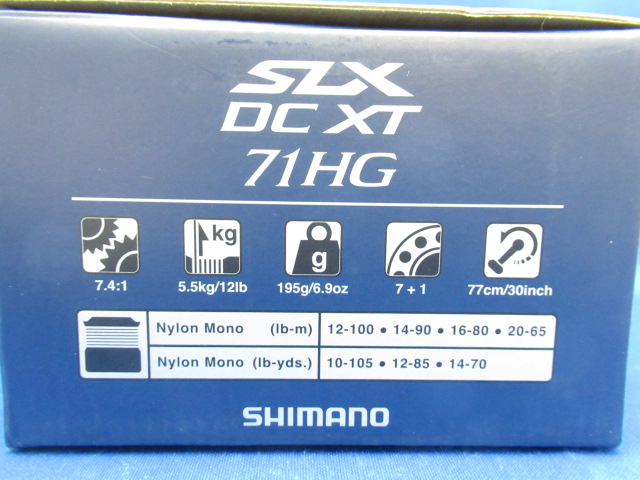 SLX
DC XT
71HG
kg
g
7.4:1
5.5kg/12lb
195g/6.9oz
7 + 1
77cm/30inch
Nylon Mono (lb-m) 12-100 ● 14-90 ● 16-80 ● 20-65
Nylon Mono (lb-yds.) 10-105 ● 12-85 ● 14-70
SHIMANO